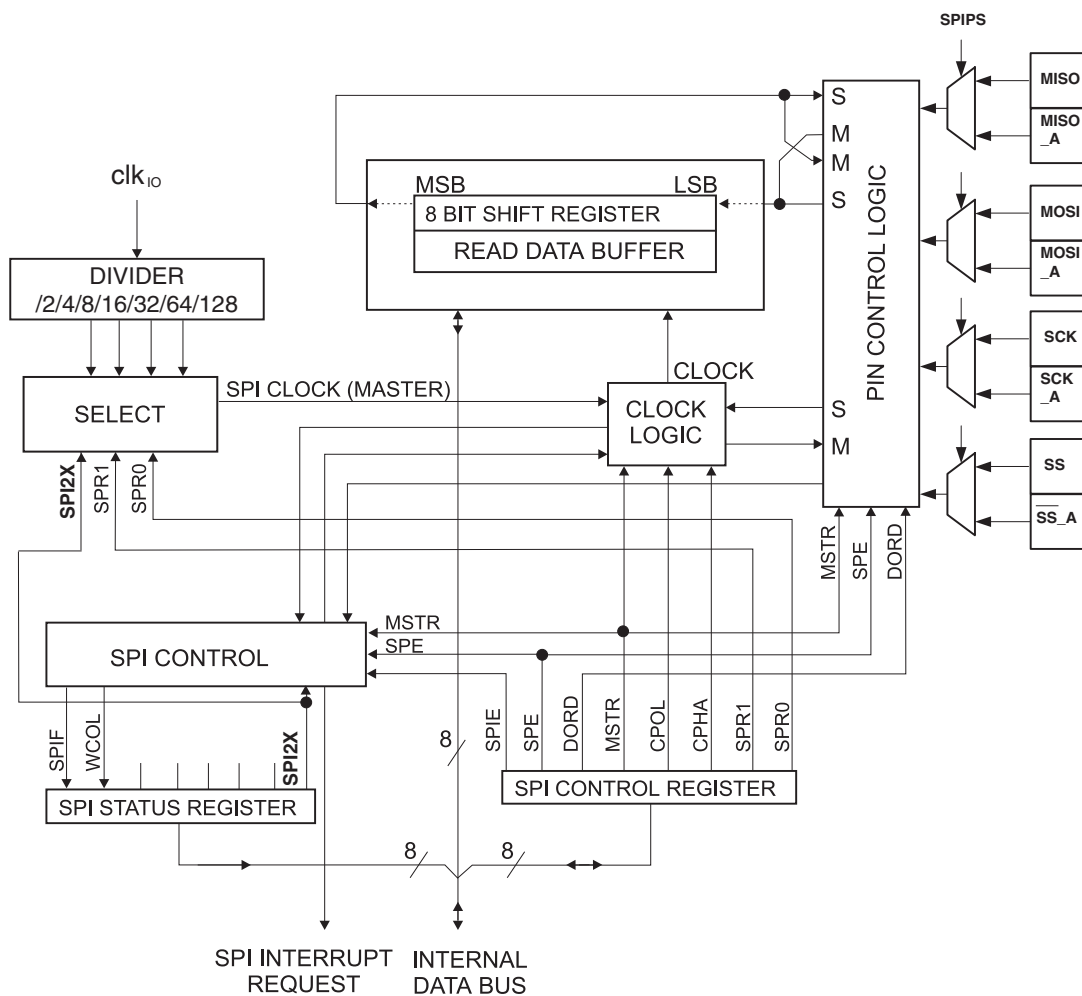 SPIPS
MISO
MISO
_A
MOSI
MOSI
_A
SCK
SCK
_A
SS
SS_A
PIN CONTROL LOGIC
S
M
M
S
S
M
MSTR
SPE
DORD
clk IO
DIVIDER
/2/4/8/16/32/64/128
SELECT
SPI2X
SPR1
SPR0
MSB
LSB
8 BIT SHIFT REGISTER
READ DATA BUFFER
SPI CLOCK (MASTER)
CLOCK
CLOCK
LOGIC
MSTR
SPE
SPI CONTROL
SPIF
WCOL
SPI2X
SPI STATUS REGISTER
8
SPIE
SPE
DORD
MSTR
CPOL
CPHA
SPR1
SPR0
SPI CONTROL REGISTER
8
8
SPI INTERRUPT
REQUEST
INTERNAL
DATA BUS